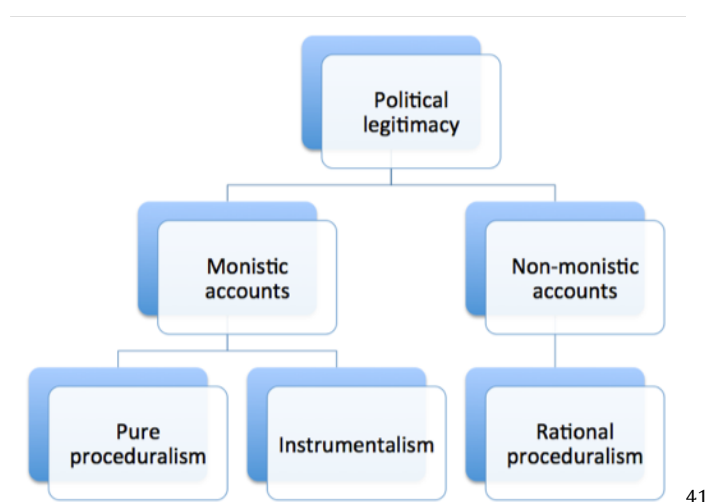 Political
legitimacy
Monistic
accounts
Non-monistic
accounts
Pure
proceduralism
Instrumentalism
Rational
proceduralism
41